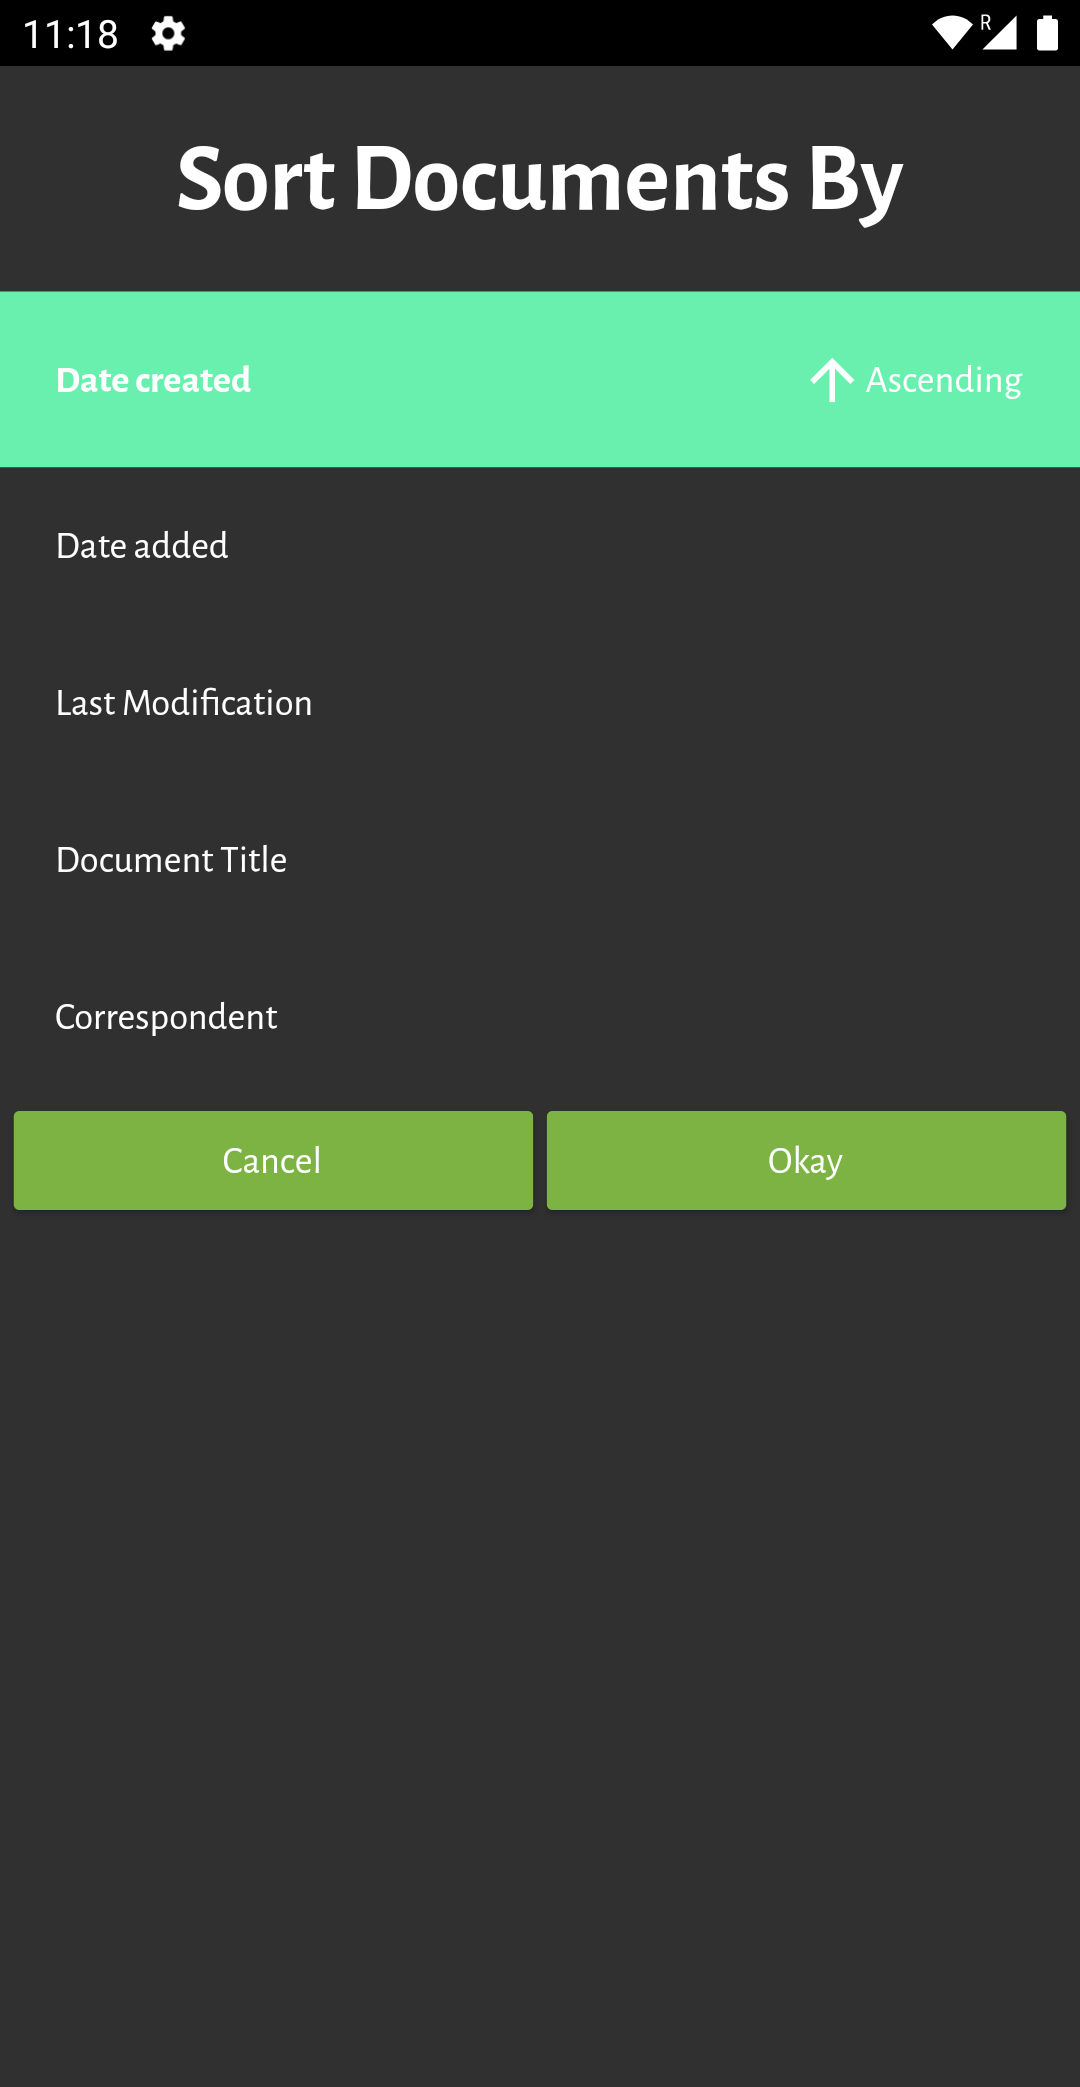 11:18
R
Sort Documents By
Date created
Ascending
Date added
Last Modification
Document Title
Correspondent
Cancel
Okay